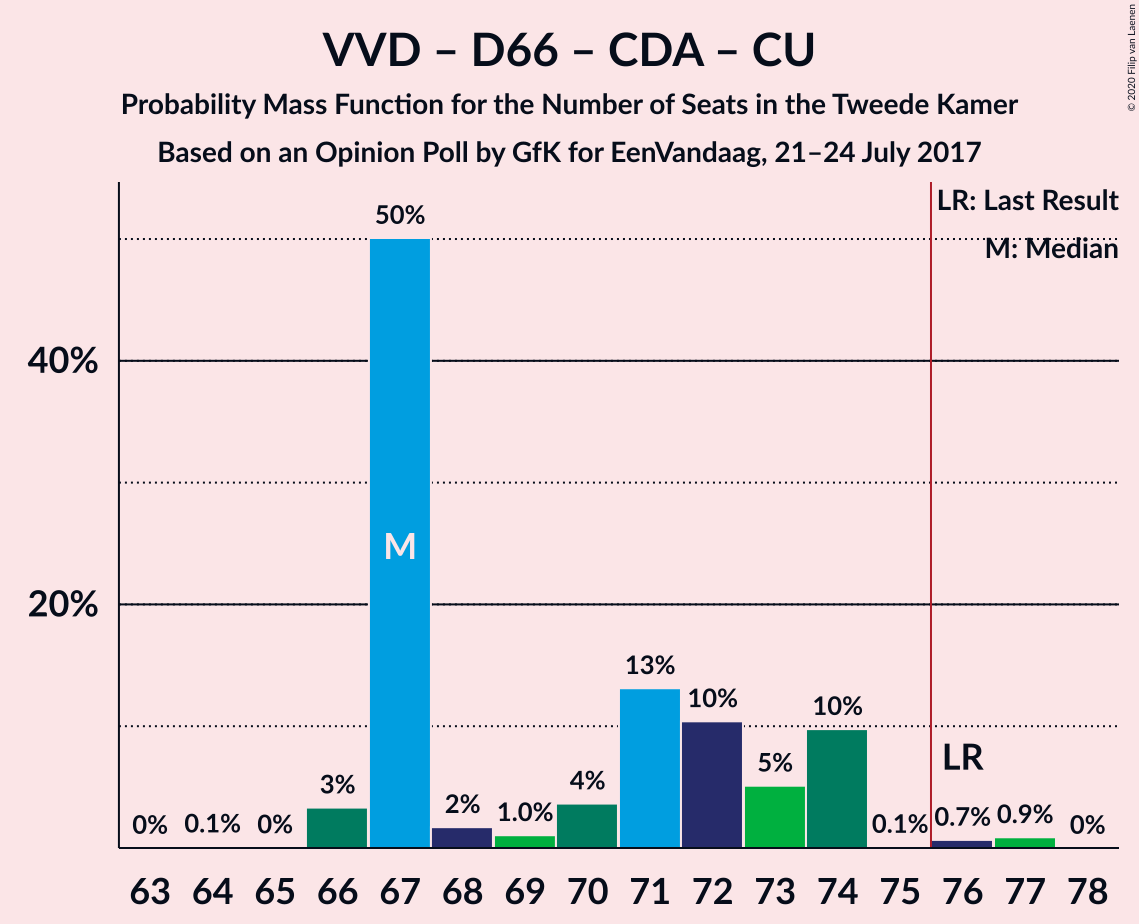 VVD – D66 – CDA – CU
Probability Mass Function for the Number of Seats in the Tweede Kamer
Based on an Opinion Poll by GfK for EenVandaag, 21–24 July 2017
© 2020 Filip van Laenen
LR: Last Result
M: Median
40%
20%
0% 0.1% 0% 3% 50% 2% 1.0% 4% 13% 10% 5% 10% 0.1% 0.7% 0.9% 0%
M
LR
63 64 65 66 67 68 69 70 71 72 73 74 75 76 77 78